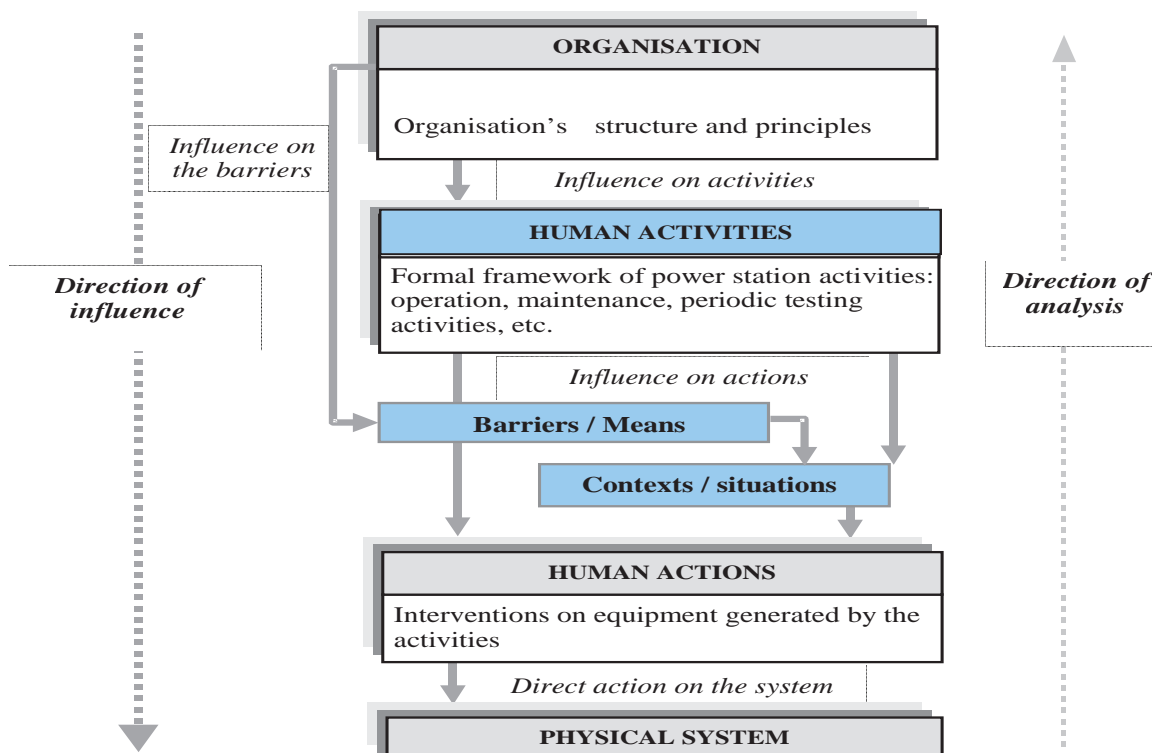 ORGANISATION
Organisation's structure and principles
Influence on
the barriers
Influence on activities
HUMAN ACTIVITIES
Formal framework of power station activities:
operation, maintenance, periodic testing
activities, etc.
Direction of
influence
Direction of
analysis
Influence on actions
Barriers / Means
Contexts / situations
HUMAN ACTIONS
Interventions on equipment generated by the
activities
Direct action on the system
PHYSICAL SYSTEM